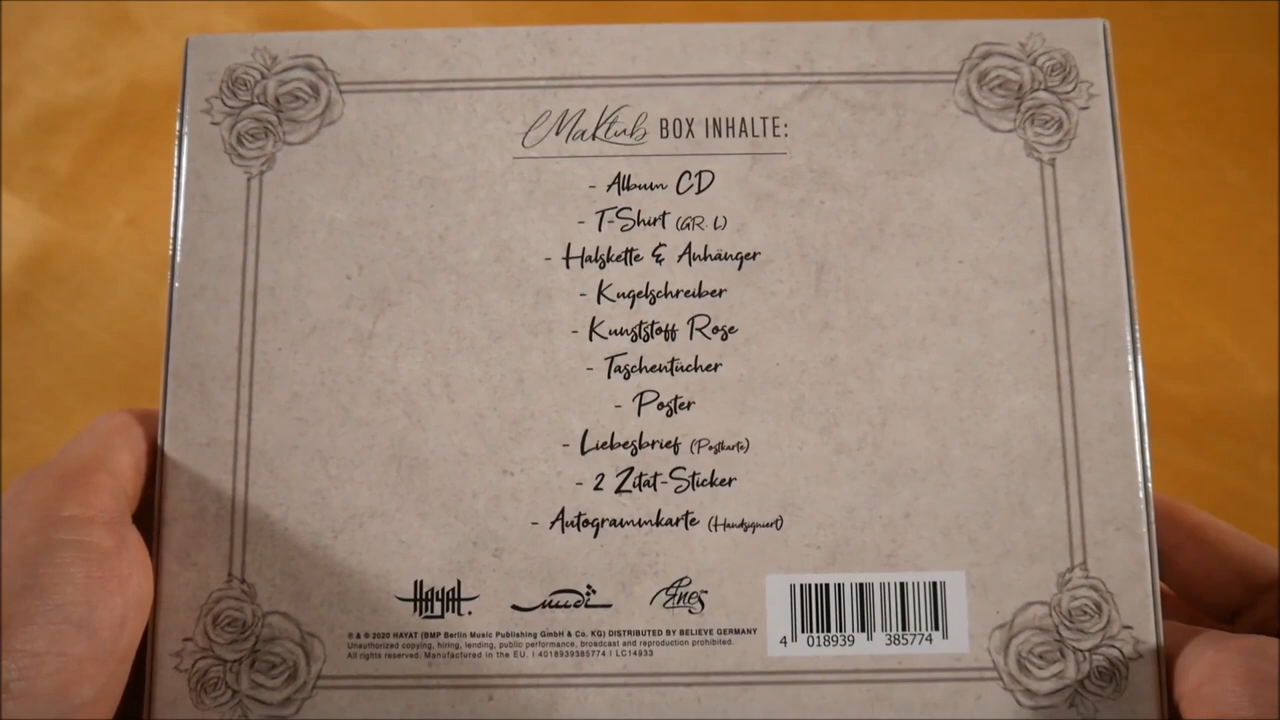 Maktub BOX INHALTE:
- Album CD
- T-Shirt (GR. L)
- Halskette & Anhänger
- Kugelschreiber
- Kunststoff Rose
- Taschentücher
- Poster
- Liebesbrief (Postkarte)
- 2 Zitat-Sticker
- Autogrammkarte (Handsigniert)
HAYAT. mudi Enes
℗ & © 2020 HAYAT (BMP Berlin Music Publishing GmbH & Co. KG) DISTRIBUTED BY BELIEVE GERMANY
Unauthorized copying, hiring, lending, public performance, broadcast and reproduction prohibited.
All rights reserved. Manufactured in the EU. | 4018939385774 | LC14933
4 018939 385774